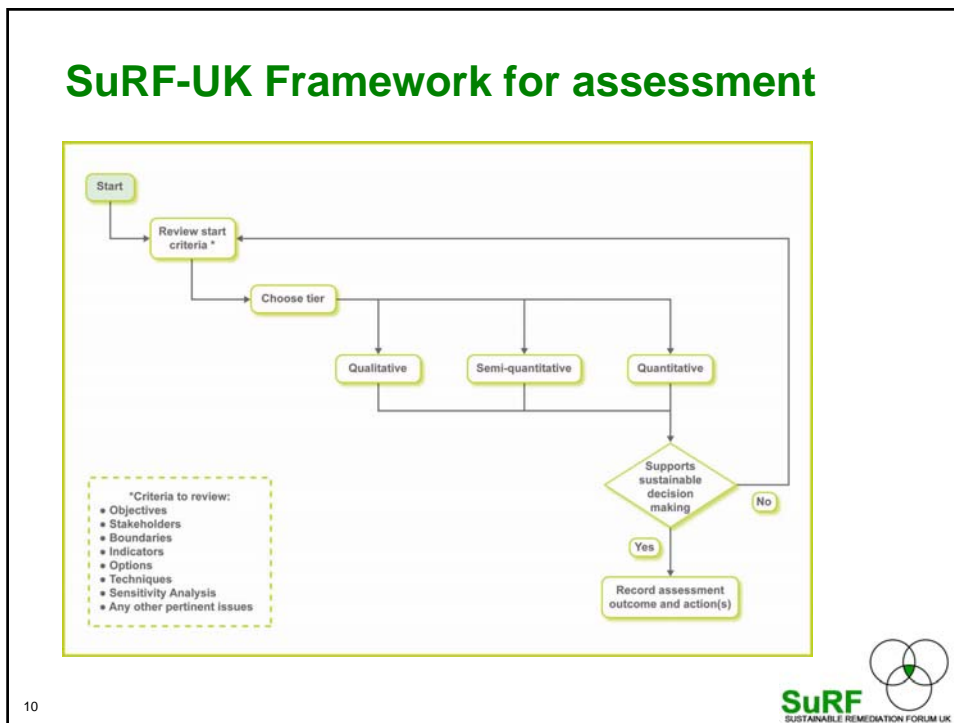 SuRF-UK Framework for assessment
Start
Review start
criteria *
Choose tier
Qualitative
Semi-quantitative
Quantitative
Supports
sustainable
decision
making
No
Yes
Record assessment
outcome and action(s)
*Criteria to review:
● Objectives
● Stakeholders
● Boundaries
● Indicators
● Options
● Techniques
● Sensitivity Analysis
● Any other pertinent issues
10
SuRF
SUSTAINABLE REMEDIATION FORUM UK